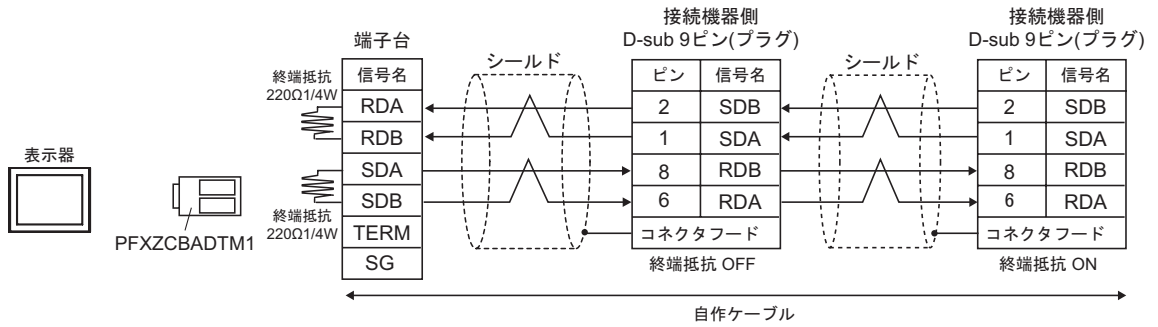 表示器
PFXZCBADTM1
端子台
終端抵抗
220Ω1/4W
終端抵抗
220Ω1/4W
信号名
RDA
RDB
SDA
SDB
TERM
SG
シールド
接続機器側
D-sub 9ピン(プラグ)
ピン 信号名
2 SDB
1 SDA
8 RDB
6 RDA
コネクタフード
終端抵抗 OFF
シールド
接続機器側
D-sub 9ピン(プラグ)
ピン 信号名
2 SDB
1 SDA
8 RDB
6 RDA
コネクタフード
終端抵抗 ON
自作ケーブル